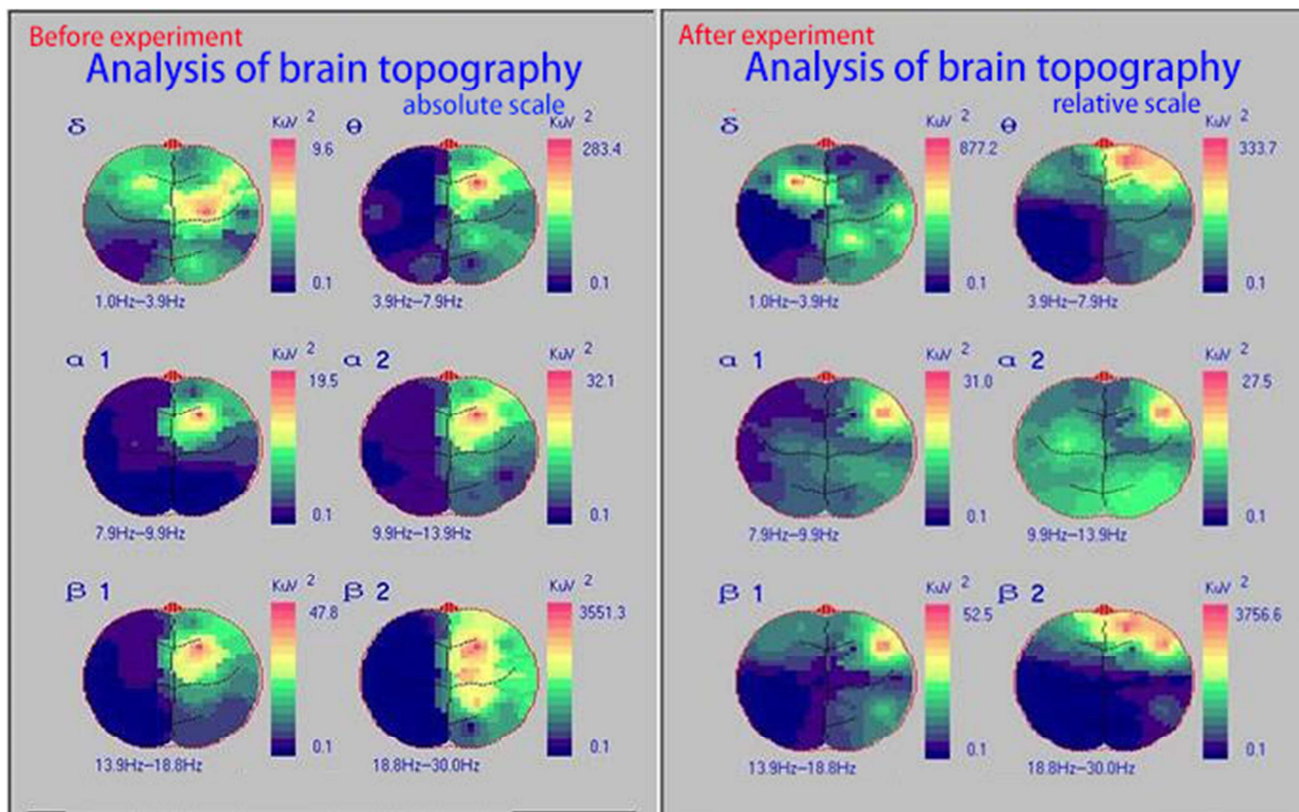 Before experiment
Analysis of brain topography
absolute scale
δ
KuV 2
9.6
0.1
1.0Hz–3.9Hz
θ
KuV 2
283.4
0.1
3.9Hz–7.9Hz
α 1
KuV 2
19.5
0.1
7.9Hz–9.9Hz
α 2
KuV 2
32.1
0.1
9.9Hz–13.9Hz
β 1
KuV 2
47.8
0.1
13.9Hz–18.8Hz
β 2
KuV 2
3551.3
0.1
18.8Hz–30.0Hz
After experiment
Analysis of brain topography
relative scale
δ
KuV 2
877.2
0.1
1.0Hz–3.9Hz
θ
KuV 2
333.7
0.1
3.9Hz–7.9Hz
α 1
KuV 2
31.0
0.1
7.9Hz–9.9Hz
α 2
KuV 2
27.5
0.1
9.9Hz–13.9Hz
β 1
KuV 2
52.5
0.1
13.9Hz–18.8Hz
β 2
KuV 2
3756.6
0.1
18.8Hz–30.0Hz